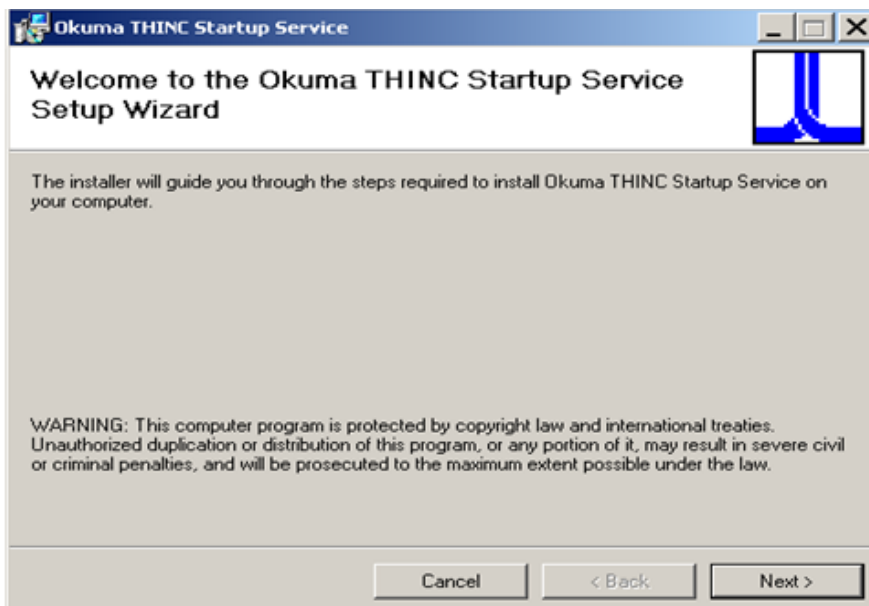 Okuma THINC Startup Service
Welcome to the Okuma THINC Startup Service
Setup Wizard
The installer will guide you through the steps required to install Okuma THINC Startup Service on
your computer.
WARNING: This computer program is protected by copyright law and international treaties.
Unauthorized duplication or distribution of this program, or any portion of it, may result in severe civil
or criminal penalties, and will be prosecuted to the maximum extent possible under the law.
Cancel < Back Next >